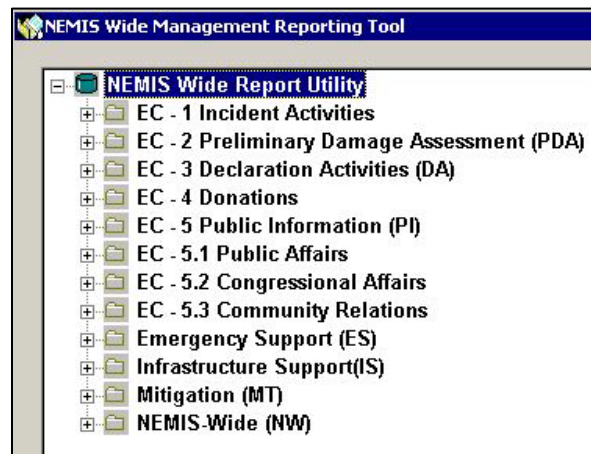 NEMIS Wide Management Reporting Tool
NEMIS Wide Report Utility
EC - 1 Incident Activities
EC - 2 Preliminary Damage Assessment (PDA)
EC - 3 Declaration Activities (DA)
EC - 4 Donations
EC - 5 Public Information (PI)
EC - 5.1 Public Affairs
EC - 5.2 Congressional Affairs
EC - 5.3 Community Relations
Emergency Support (ES)
Infrastructure Support(IS)
Mitigation (MT)
NEMIS-Wide (NW)